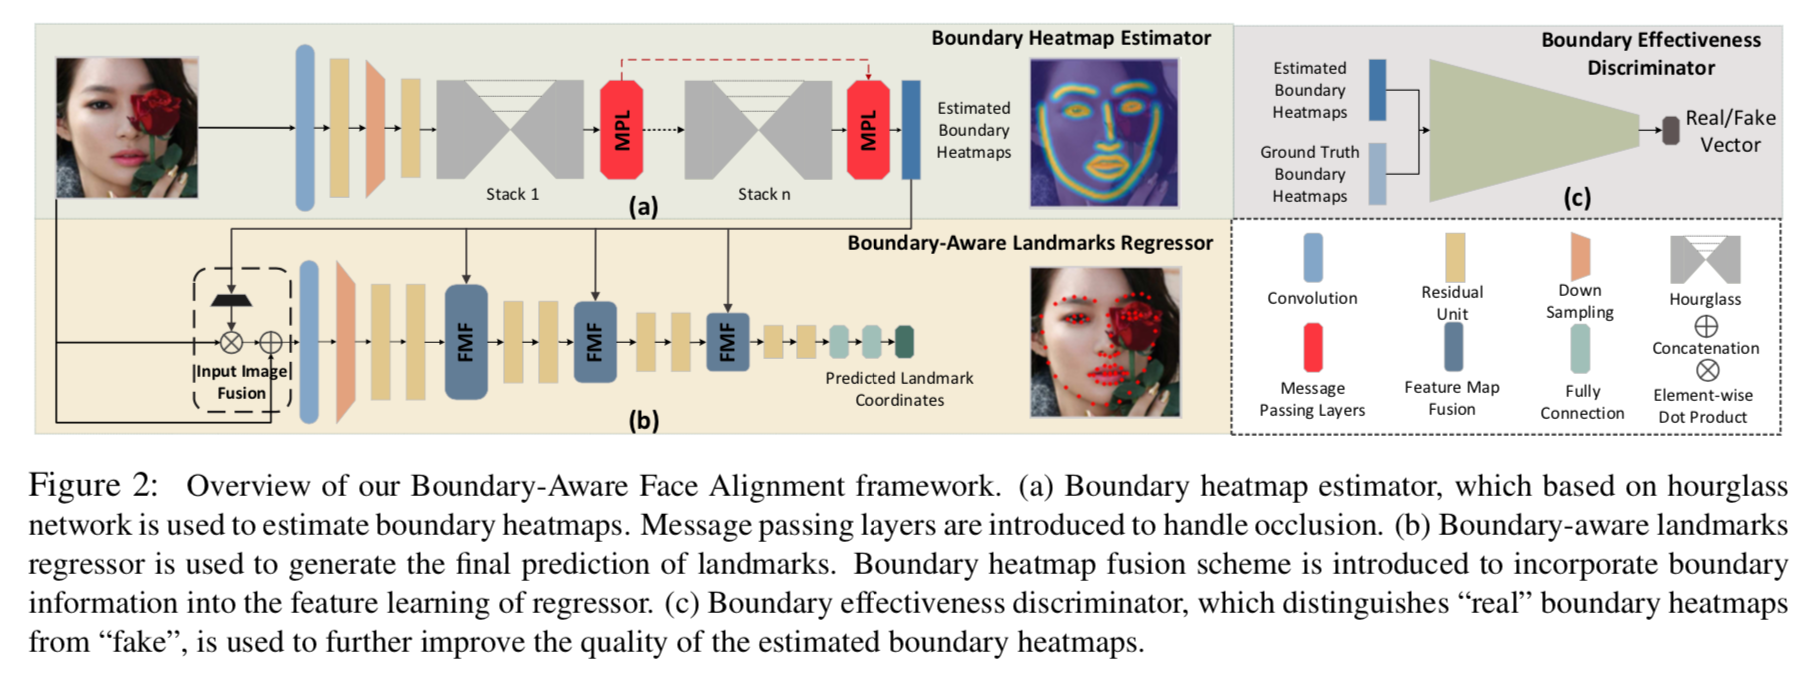 Boundary Heatmap Estimator
MPL
MPL
Stack 1
Stack n
Estimated
Boundary
Heatmaps
(a)
Boundary Effectiveness
Discriminator
Estimated
Boundary
Heatmaps
Ground Truth
Boundary
Heatmaps
Real/Fake
Vector
(c)
Boundary-Aware Landmarks Regressor
Input Image
Fusion
FMF
FMF
FMF
Predicted Landmark
Coordinates
(b)
Convolution
Residual
Unit
Down
Sampling
Hourglass
Message
Passing Layers
Feature Map
Fusion
Fully
Connection
Concatenation
Element-wise
Dot Product
Figure 2: Overview of our Boundary-Aware Face Alignment framework. (a) Boundary heatmap estimator, which based on hourglass
network is used to estimate boundary heatmaps. Message passing layers are introduced to handle occlusion. (b) Boundary-aware landmarks
regressor is used to generate the final prediction of landmarks. Boundary heatmap fusion scheme is introduced to incorporate boundary
information into the feature learning of regressor. (c) Boundary effectiveness discriminator, which distinguishes “real” boundary heatmaps
from “fake”, is used to further improve the quality of the estimated boundary heatmaps.